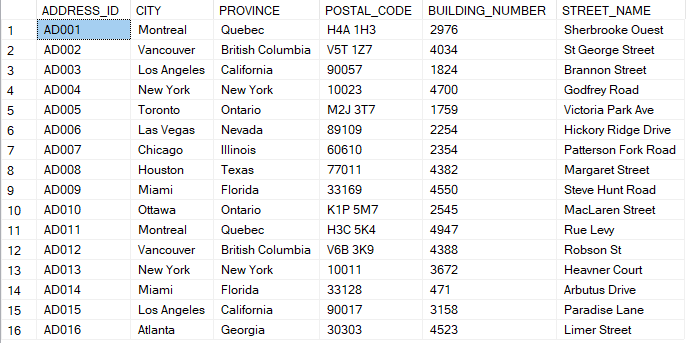 ADDRESS_ID CITY PROVINCE POSTAL_CODE BUILDING_NUMBER STREET_NAME
1 AD001 Montreal Quebec H4A 1H3 2976 Sherbrooke Ouest
2 AD002 Vancouver British Columbia V5T 1Z7 4034 St George Street
3 AD003 Los Angeles California 90057 1824 Brannon Street
4 AD004 New York New York 10023 4700 Godfrey Road
5 AD005 Toronto Ontario M2J 3T7 1759 Victoria Park Ave
6 AD006 Las Vegas Nevada 89109 2254 Hickory Ridge Drive
7 AD007 Chicago Illinois 60610 2354 Patterson Fork Road
8 AD008 Houston Texas 77011 4382 Margaret Street
9 AD009 Miami Florida 33169 4550 Steve Hunt Road
10 AD010 Ottawa Ontario K1P 5M7 2545 MacLaren Street
11 AD011 Montreal Quebec H3C 5K4 4947 Rue Levy
12 AD012 Vancouver British Columbia V6B 3K9 4388 Robson St
13 AD013 New York New York 10011 3672 Heavner Court
14 AD014 Miami Florida 33128 471 Arbutus Drive
15 AD015 Los Angeles California 90017 3158 Paradise Lane
16 AD016 Atlanta Georgia 30303 4523 Limer Street